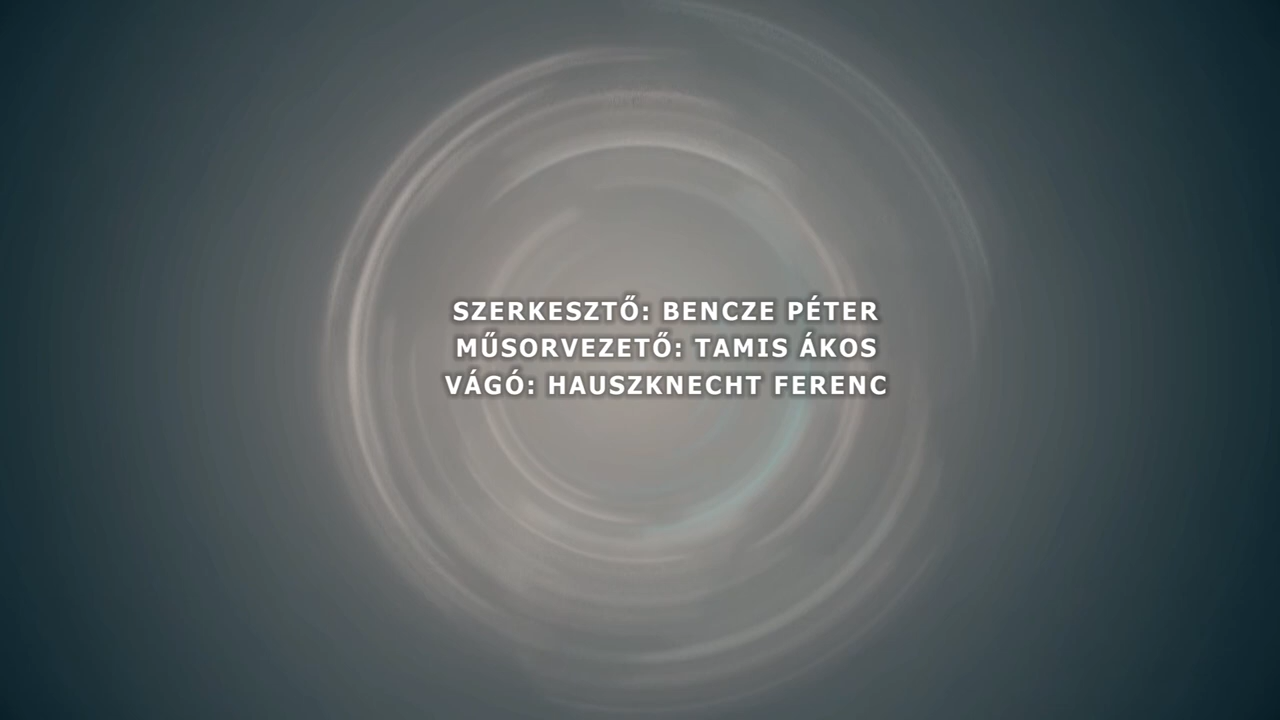 SZERKESZTŐ: BENCZE PÉTER
MŰSORVEZETŐ: TAMIS ÁKOS
VÁGÓ: HAUSZKNECHT FERENC